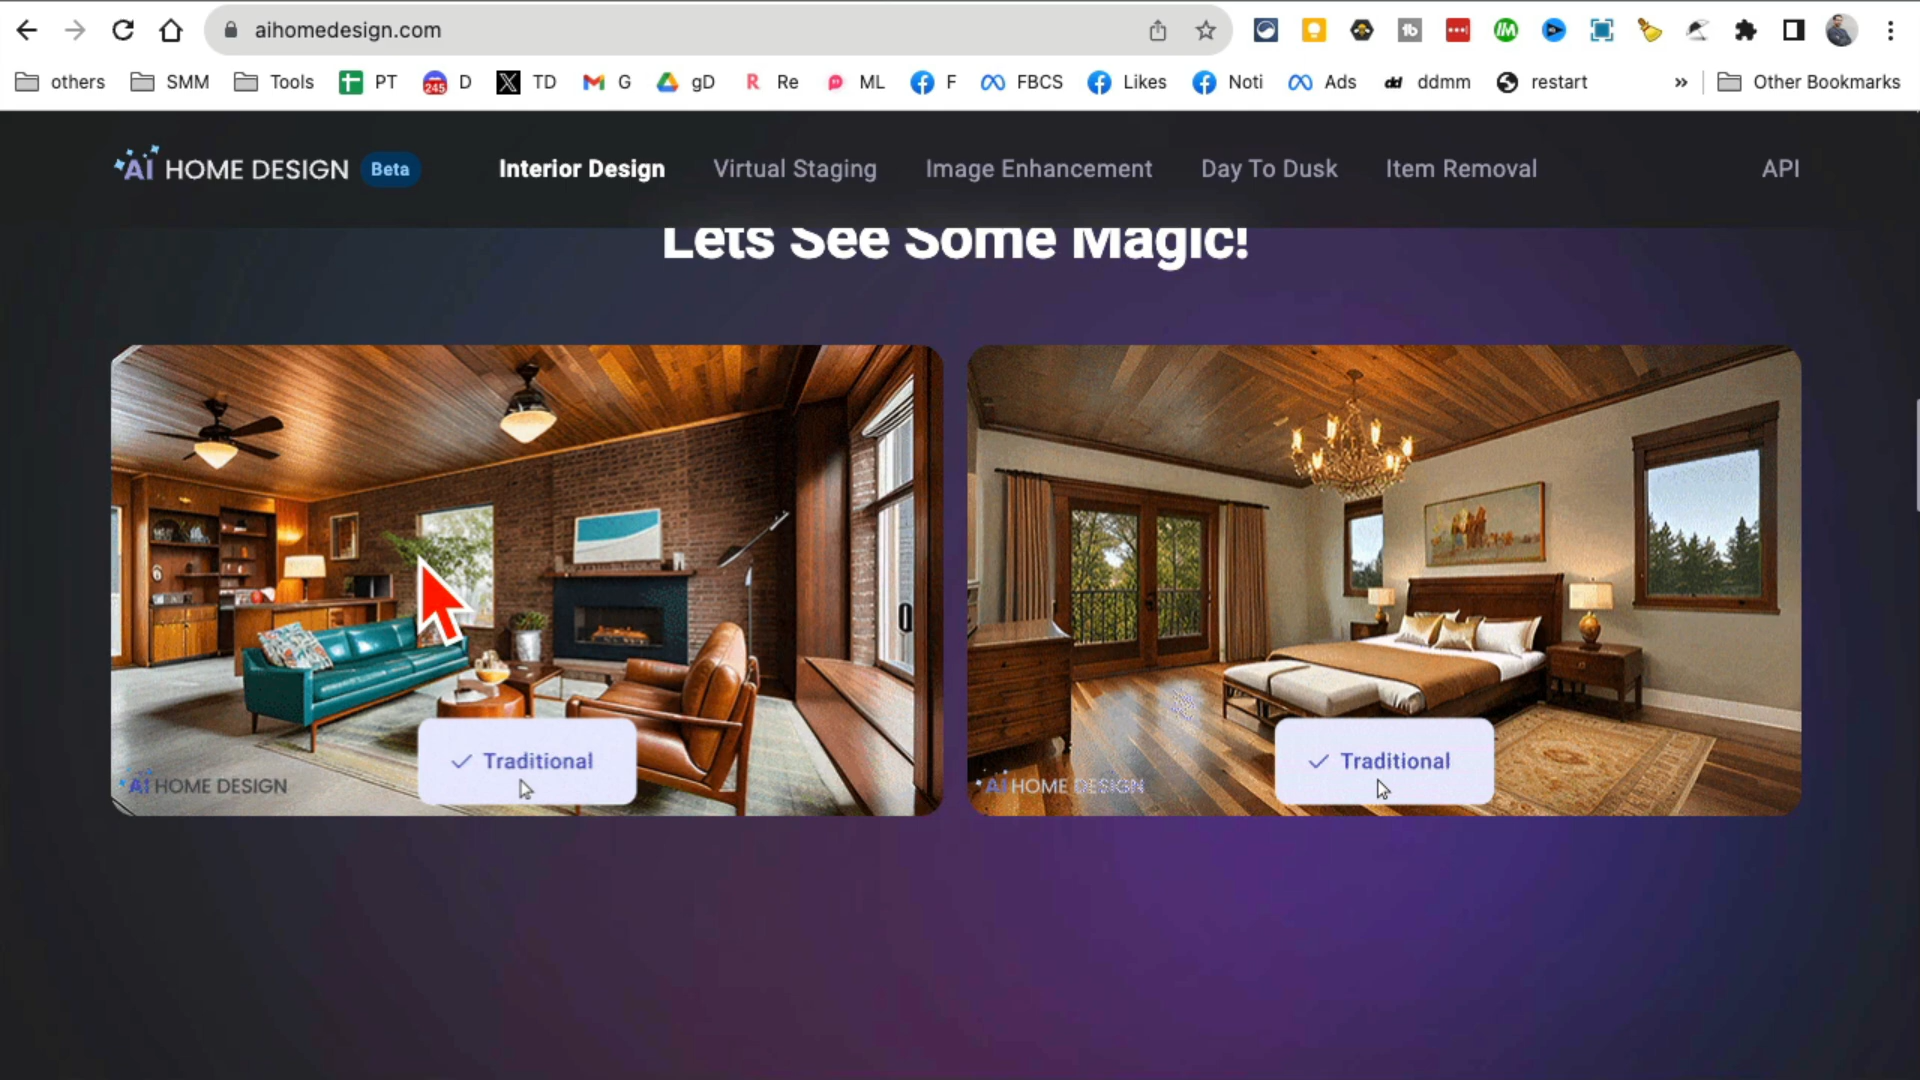 aihomedesign.com
others SMM Tools PT 245 D TD G gD R Re ML F FBCS Likes Noti Ads dd ddmm restart » Other Bookmarks
AI HOME DESIGN Beta Interior Design Virtual Staging Image Enhancement Day To Dusk Item Removal API
Lets See Some Magic!
Traditional
AI HOME DESIGN
Traditional
AI HOME DESIGN